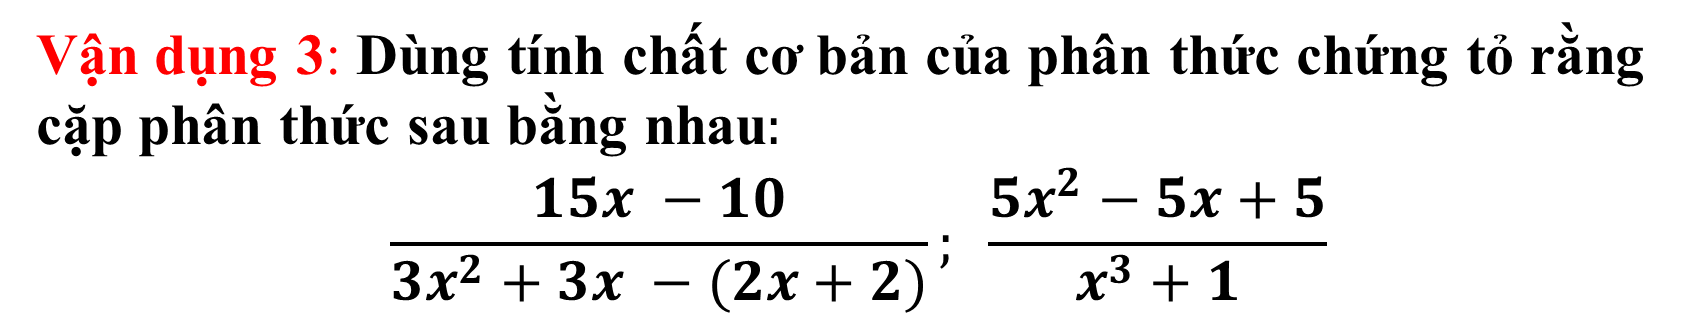 Vận dụng 3: Dùng tính chất cơ bản của phân thức chứng tỏ rằng
cặp phân thức sau bằng nhau:
15x − 10 / 3x² + 3x − (2x + 2) ; 5x² − 5x + 5 / x³ + 1